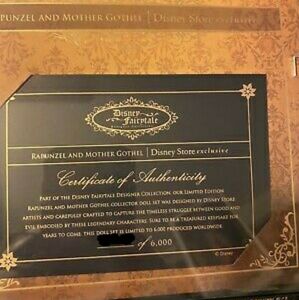 RAPUNZEL AND MOTHER GOTHEL | Disney Store exclusive
Disney
Fairytale
RAPUNZEL AND MOTHER GOTHEL | Disney Store exclusive
Certificate of Authenticity
PART OF THE DISNEY FAIRYTALE DESIGNER COLLECTION, OUR LIMITED EDITION
RAPUNZEL AND MOTHER GOTHEL COLLECTOR DOLL SET WAS DESIGNED BY DISNEY STORE
ARTISTS AND CAREFULLY CRAFTED TO CAPTURE THE TIMELESS STRUGGLE BETWEEN GOOD AND
EVIL EMBODIED BY THESE LEGENDARY CHARACTERS. SURE TO BE A TREASURED KEEPSAKE FOR
YEARS TO COME, THIS DOLL SET IS LIMITED TO 6,000 PRODUCED WORLDWIDE.
of 6,000
© Disney